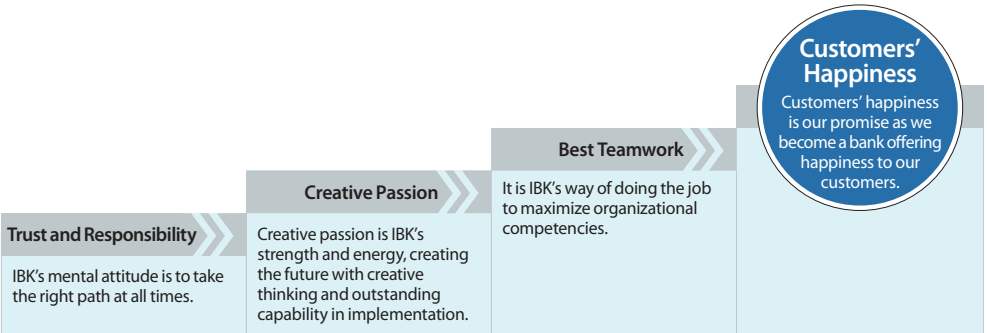 Trust and Responsibility
IBK's mental attitude is to take
the right path at all times.
Creative Passion
Creative passion is IBK's
strength and energy, creating
the future with creative
thinking and outstanding
capability in implementation.
Best Teamwork
It is IBK's way of doing the job
to maximize organizational
competencies.
Customers'
Happiness
Customers' happiness
is our promise as we
become a bank offering
happiness to our
customers.